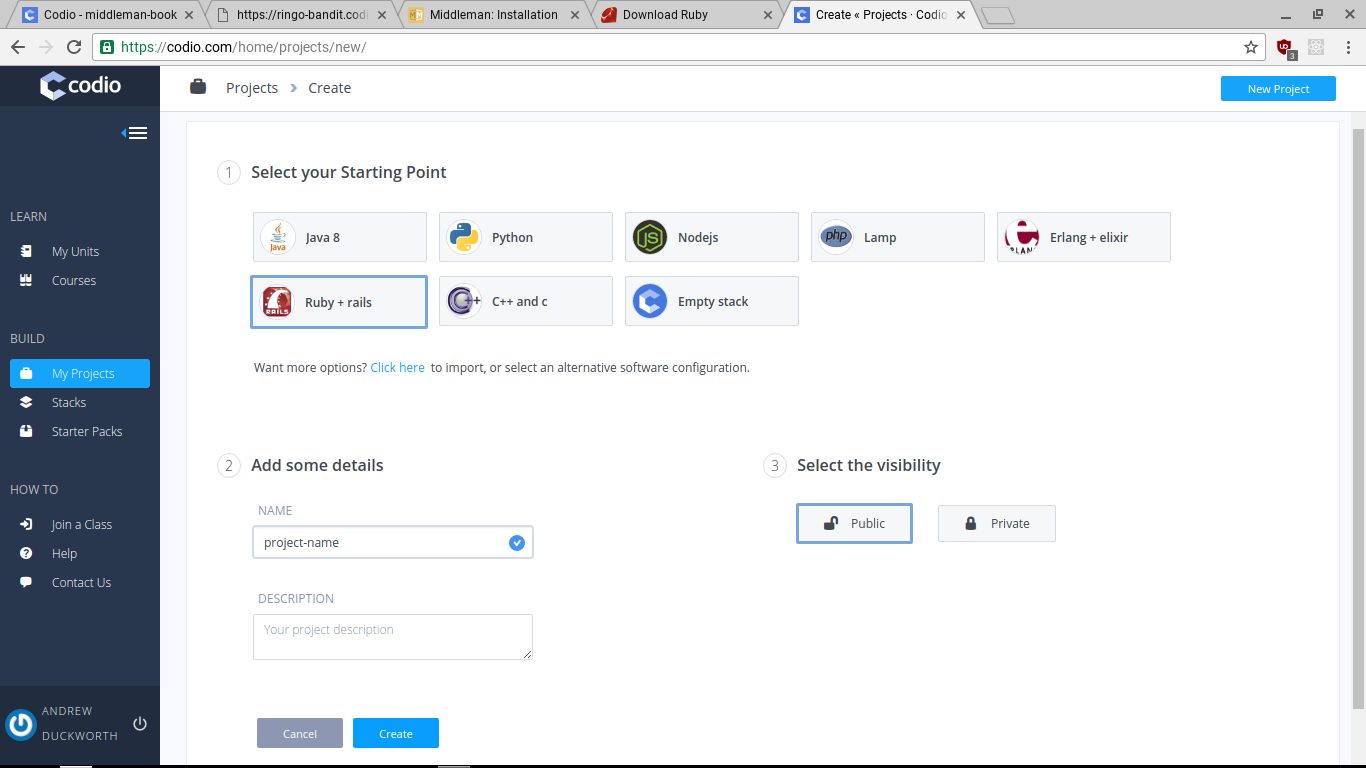 Codio - middleman-book
https://ringo-bandit.codi
Middleman: Installation
Download Ruby
Create « Projects · Codio
https://codio.com/home/projects/new/
3
codio
Projects
Create
New Project
LEARN
My Units
Courses
BUILD
My Projects
Stacks
Starter Packs
HOW TO
Join a Class
Help
Contact Us
ANDREW
DUCKWORTH
1 Select your Starting Point
Java 8
Python
Nodejs
Lamp
Erlang + elixir
Ruby + rails
C++ and c
Empty stack
Want more options? Click here to import, or select an alternative software configuration.
2 Add some details
NAME
project-name
DESCRIPTION
Your project description
3 Select the visibility
Public
Private
Cancel
Create